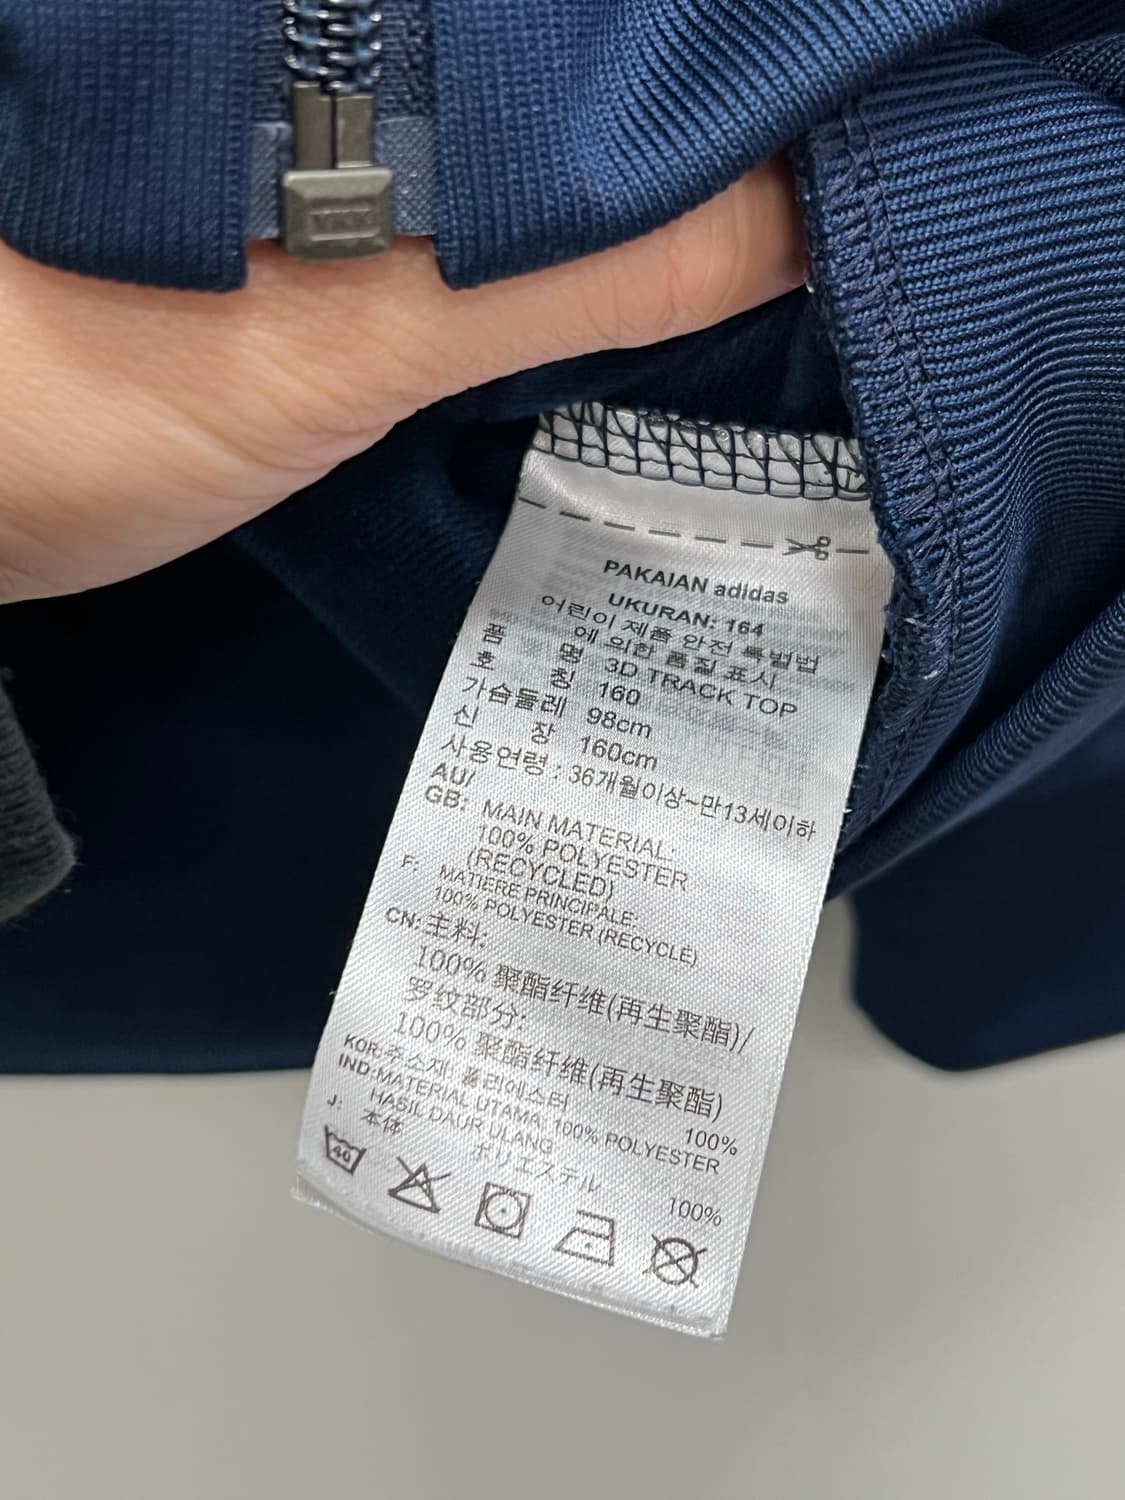 YKK
PAKAIAN adidas
UKURAN: 164
어린이 제품 안전 특별법
에 의한 품질 표시
품 명 3D TRACK TOP
호 칭 160
가슴둘레 98cm
신 장 160cm
사용연령 : 36개월이상~만13세이하
AU/
GB: MAIN MATERIAL:
100% POLYESTER
(RECYCLED)
F: MATIERE PRINCIPALE:
100% POLYESTER (RECYCLÉ)
CN: 主料:
100% 聚酯纤维(再生聚酯)/
罗纹部分:
100% 聚酯纤维(再生聚酯)
KOR:주소재: 폴리에스터 100%
IND:MATERIAL UTAMA: 100% POLYESTER
HASIL DAUR ULANG
J: 本体 ポリエステル 100%
40